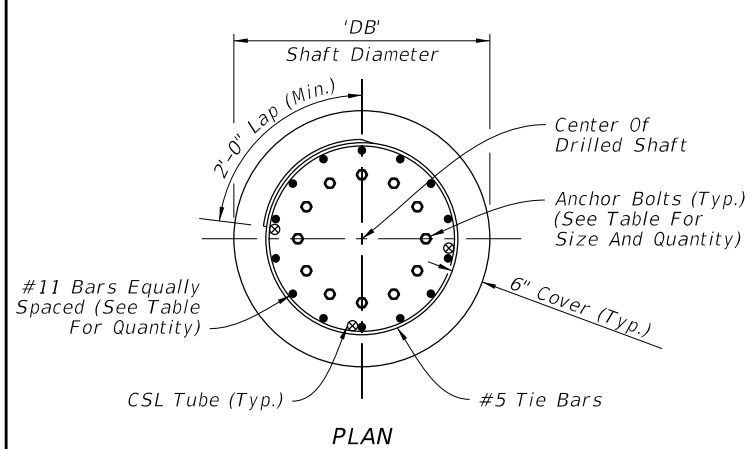 'DB'
Shaft Diameter
2'-0" Lap (Min.)
Center Of
Drilled Shaft
Anchor Bolts (Typ.)
(See Table For
Size And Quantity)
#11 Bars Equally
Spaced (See Table
For Quantity)
6" Cover (Typ.)
CSL Tube (Typ.)
#5 Tie Bars
PLAN